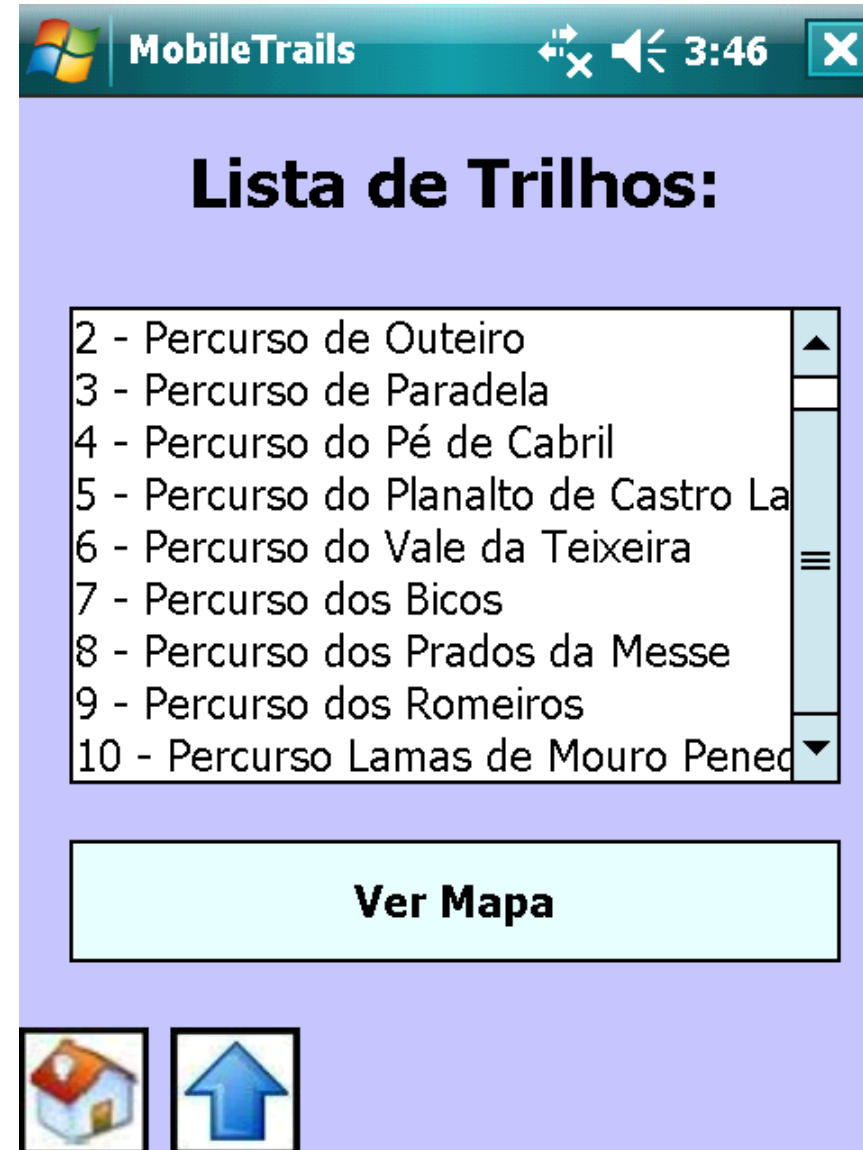 MobileTrails 3:46
Lista de Trilhos:
2 - Percurso de Outeiro
3 - Percurso de Paradela
4 - Percurso do Pé de Cabril
5 - Percurso do Planalto de Castro La
6 - Percurso do Vale da Teixeira
7 - Percurso dos Bicos
8 - Percurso dos Prados da Messe
9 - Percurso dos Romeiros
10 - Percurso Lamas de Mouro Pened
Ver Mapa